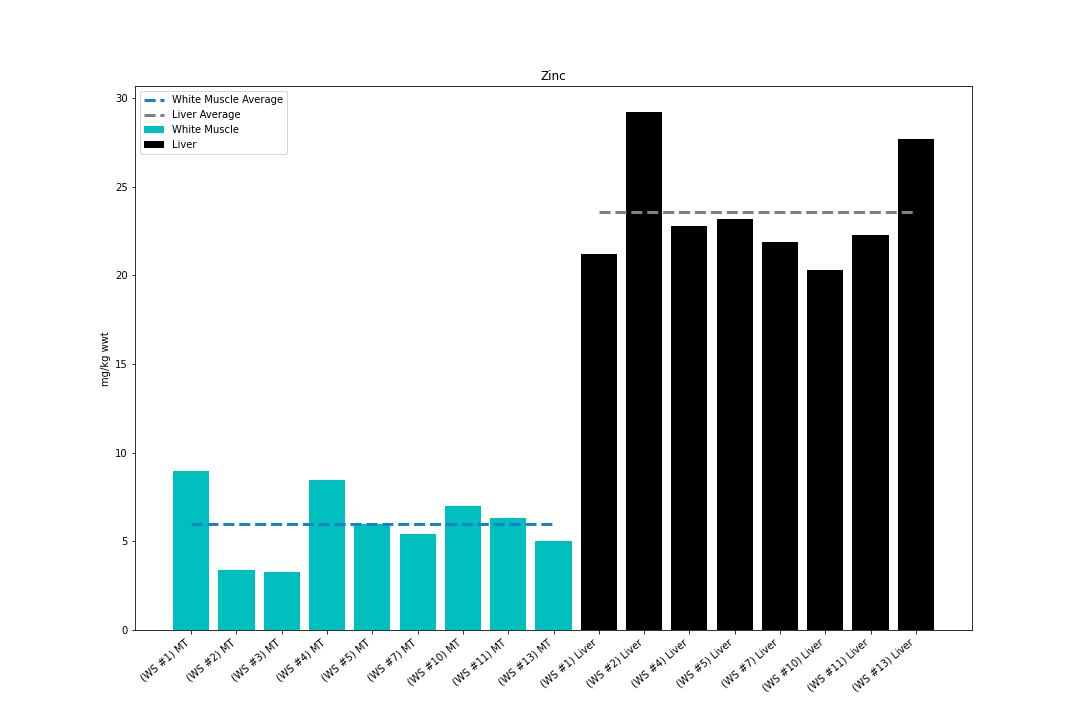 Zinc
White Muscle Average
Liver Average
White Muscle
Liver
mg/kg wwt
30
25
20
15
10
5
0
(WS #1) MT
(WS #2) MT
(WS #3) MT
(WS #4) MT
(WS #5) MT
(WS #7) MT
(WS #10) MT
(WS #11) MT
(WS #13) MT
(WS #1) Liver
(WS #2) Liver
(WS #4) Liver
(WS #5) Liver
(WS #7) Liver
(WS #10) Liver
(WS #11) Liver
(WS #13) Liver